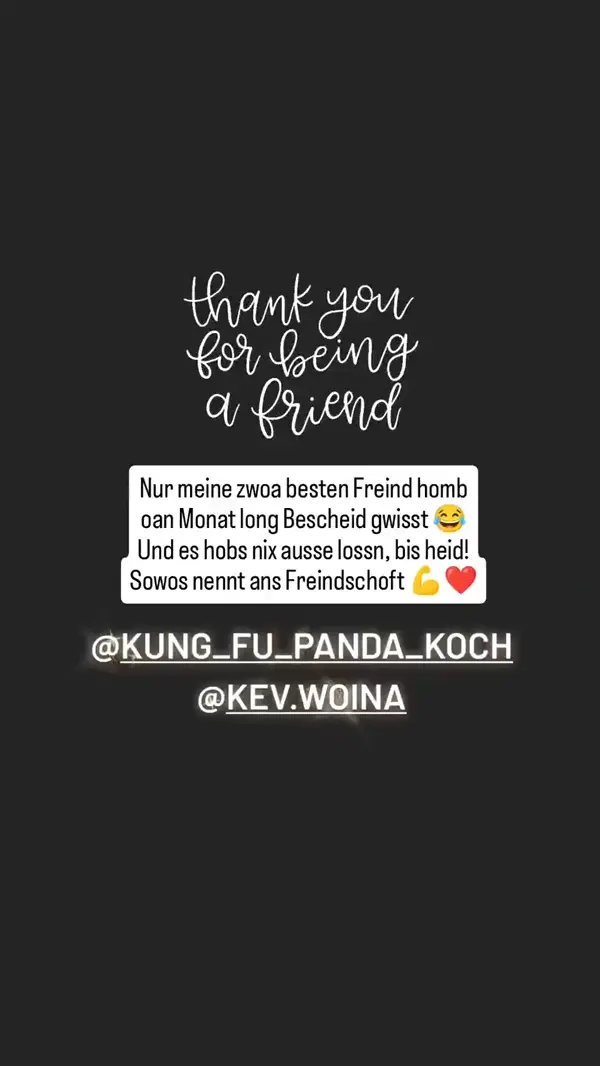 thank you
for being
a friend
Nur meine zwoa besten Freind homb
oan Monat long Bescheid gwisst 😂
Und es hobs nix ausse lossn, bis heid!
Sowos nennt ans Freindschoft 💪❤️
@KUNG_FU_PANDA_KOCH
@KEV.WOINA